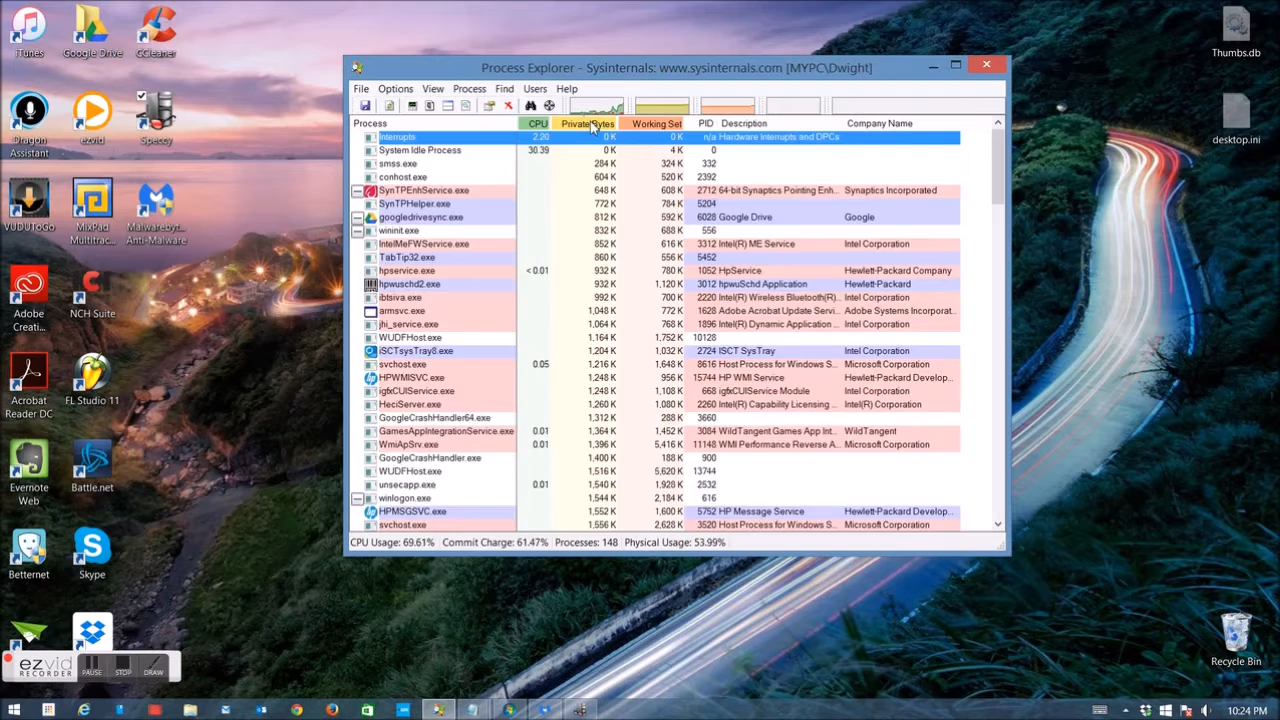 iTunes
Google Drive
CCleaner
Thumbs.db
Dragon
Assistant
ezvid
Speccy
desktop.ini
VUDUToGo
MixPad
Multitrac...
Malwarebyt...
Anti-Malware
Adobe
Creati...
NCH Suite
Acrobat
Reader DC
FL Studio 11
Evernote
Web
Battle.net
Betternet
Skype
Recycle Bin
Process Explorer - Sysinternals: www.sysinternals.com [MYPC\Dwight]
File Options View Process Find Users Help
Process CPU Private Bytes Working Set PID Description Company Name
Interrupts 2.20 0 K 0 K n/a Hardware Interrupts and DPCs
System Idle Process 30.39 0 K 4 K 0
smss.exe 284 K 324 K 332
conhost.exe 604 K 520 K 2392
SynTPEnhService.exe 648 K 608 K 2712 64-bit Synaptics Pointing Enh... Synaptics Incorporated
SynTPHelper.exe 772 K 784 K 5204
googledrivesync.exe 812 K 592 K 6028 Google Drive Google
wininit.exe 832 K 688 K 556
IntelMeFWService.exe 852 K 616 K 3312 Intel(R) ME Service Intel Corporation
TabTip32.exe 860 K 556 K 5452
hpservice.exe < 0.01 932 K 780 K 1052 HpService Hewlett-Packard Company
hpwuschd2.exe 932 K 1,120 K 3012 hpwuSchd Application Hewlett-Packard
ibtsiva.exe 992 K 700 K 2220 Intel(R) Wireless Bluetooth(R)... Intel Corporation
armsvc.exe 1,048 K 772 K 1628 Adobe Acrobat Update Servi... Adobe Systems Incorporat...
jhi_service.exe 1,064 K 768 K 1896 Intel(R) Dynamic Application ... Intel Corporation
WUDFHost.exe 1,164 K 1,752 K 10128
iSCTsysTray8.exe 1,204 K 1,032 K 2724 ISCT SysTray Intel Corporation
svchost.exe 0.05 1,216 K 1,648 K 8616 Host Process for Windows S... Microsoft Corporation
HPWMISVC.exe 1,248 K 956 K 15744 HP WMI Service Hewlett-Packard Develop...
igfxCUIService.exe 1,248 K 1,108 K 668 igfxCUIService Module Intel Corporation
HeciServer.exe 1,260 K 1,080 K 2260 Intel(R) Capability Licensing ... Intel(R) Corporation
GoogleCrashHandler64.exe 1,312 K 288 K 3660
GamesAppIntegrationService.exe 0.01 1,364 K 1,452 K 3084 WildTangent Games App Int... WildTangent
WmiApSrv.exe 0.01 1,396 K 5,416 K 11148 WMI Performance Reverse A... Microsoft Corporation
GoogleCrashHandler.exe 1,400 K 188 K 900
WUDFHost.exe 1,516 K 5,620 K 13744
unsecapp.exe 0.01 1,540 K 1,928 K 2532
winlogon.exe 1,544 K 2,184 K 616
HPMSGSVC.exe 1,552 K 1,600 K 5752 HP Message Service Hewlett-Packard Develop...
svchost.exe 1,556 K 2,628 K 3520 Host Process for Windows S... Microsoft Corporation
CPU Usage: 69.61% Commit Charge: 61.47% Processes: 148 Physical Usage: 53.99%
ezvid
RECORDER
PAUSE STOP DRAW
10:24 PM